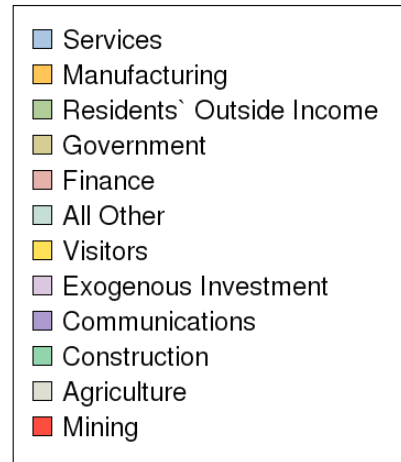 Services
Manufacturing
Residents` Outside Income
Government
Finance
All Other
Visitors
Exogenous Investment
Communications
Construction
Agriculture
Mining